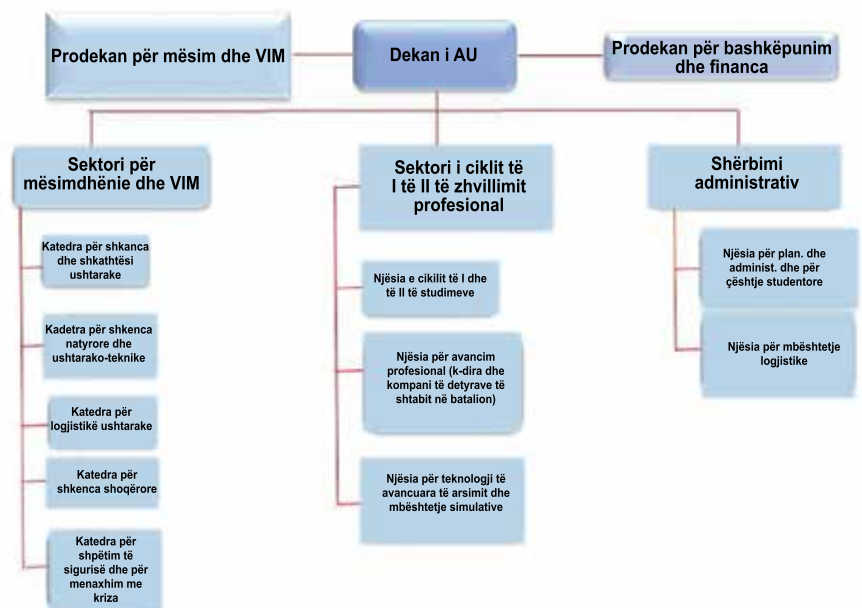 Prodekan për mësim dhe VIM
Dekan i AU
Prodekan për bashkëpunim
dhe financa
Sektori për
mësimdhënie dhe VIM
Katedra për shkanca
dhe shkathtësi
ushtarake
Kadetra për shkenca
natyrore dhe
ushtarako-teknike
Katedra për
logjistikë ushtarake
Katedra për
shkenca shoqërore
Katedra për
shpëtim të
sigurisë dhe për
menaxhim me
kriza
Sektori i ciklit të
I të II të zhvillimit
profesional
Njësia e cikilit të I dhe
të II të studimeve
Njësia për avancim
profesional (k-dira dhe
kompani të detyrave të
shtabit në batalion)
Njësia për teknologji të
avancuara të arsimit dhe
mbështetje simulative
Shërbimi
administrativ
Njësia për plan. dhe
administ. dhe për
çështje studentore
Njësia për mbështetje
logjistike